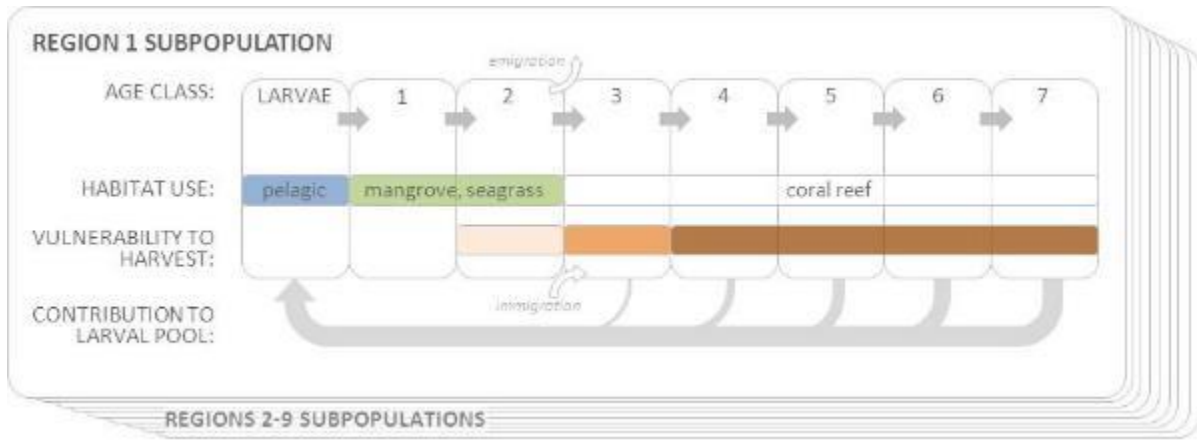 REGION 1 SUBPOPULATION
emigration
AGE CLASS: LARVAE 1 2 3 4 5 6 7
HABITAT USE: pelagic mangrove, seagrass coral reef
VULNERABILITY TO
HARVEST:
immigration
CONTRIBUTION TO
LARVAL POOL:
REGIONS 2-9 SUBPOPULATIONS